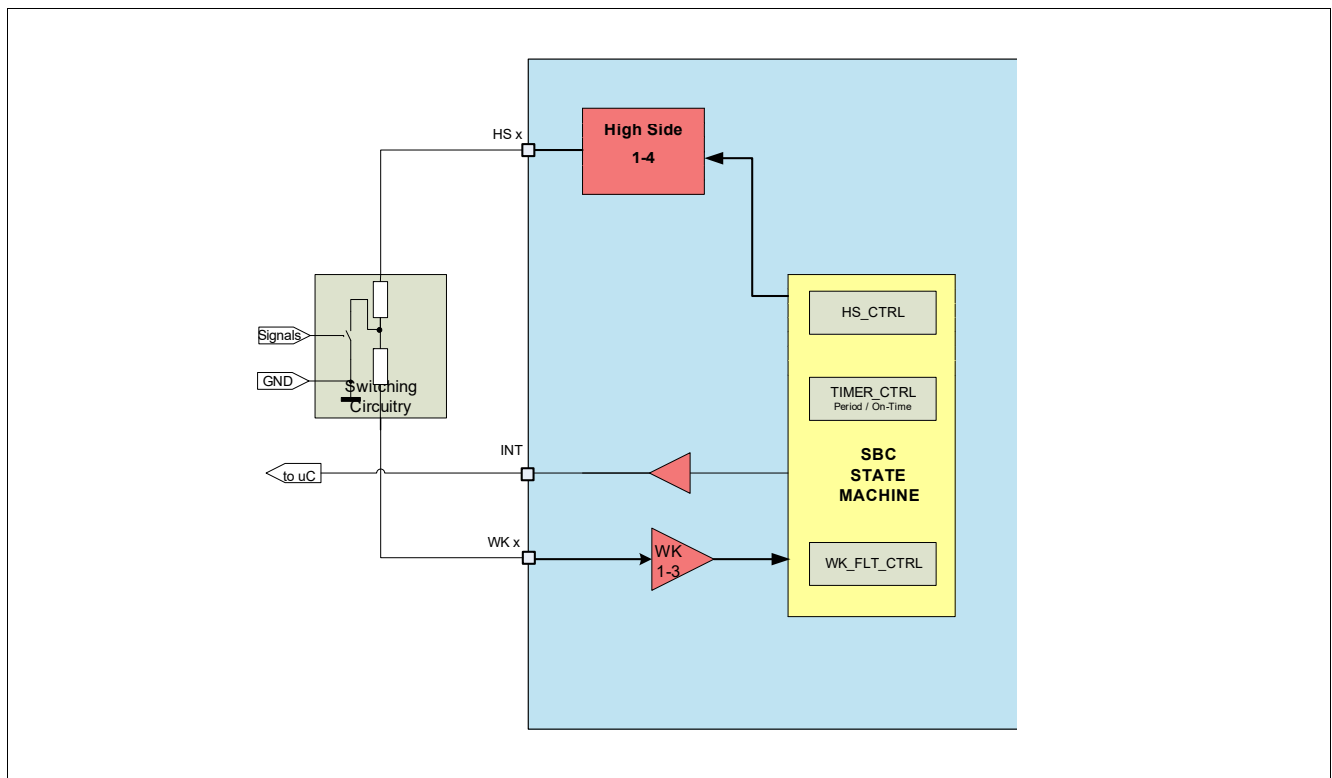 High Side
1-4
HS x
HS_CTRL
Signals
GND
Switching
Circuitry
TIMER_CTRL
Period / On-Time
INT
to uC
SBC
STATE
MACHINE
WK x
WK
1-3
WK_FLT_CTRL